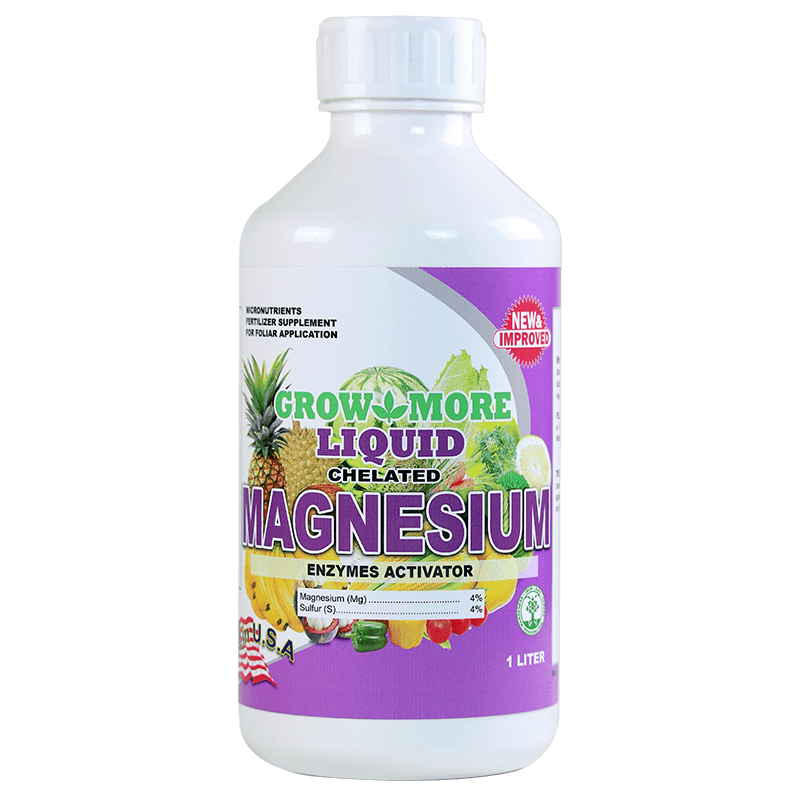 MICRONUTRIENTS
FERTILIZER SUPPLEMENT
FOR FOLIAR APPLICATION
NEW &
IMPROVED
GROW MORE
LIQUID
CHELATED
MAGNESIUM
ENZYMES ACTIVATOR
Magnesium (Mg) ........................ 4%
Sulfur (S)................................ 4%
U.S.A
1 LITER